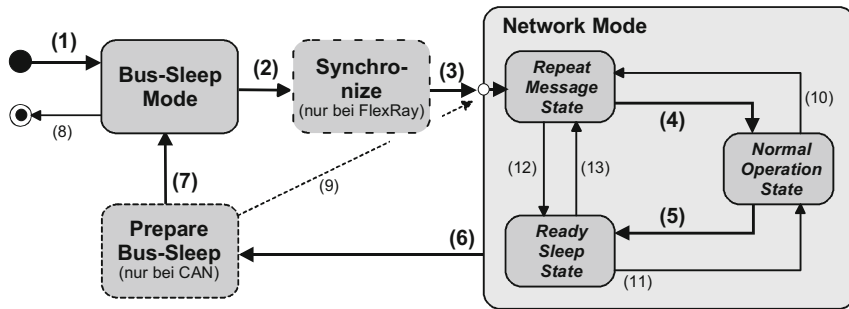 Network Mode
(1)
Bus-Sleep
Mode
(2)
Synchro-
nize
(nur bei FlexRay)
(3)
Repeat
Message
State
(10)
(4)
(8)
Normal
Operation
State
(7)
(9)
(12)
(13)
Prepare
Bus-Sleep
(nur bei CAN)
(6)
Ready
Sleep
State
(5)
(11)